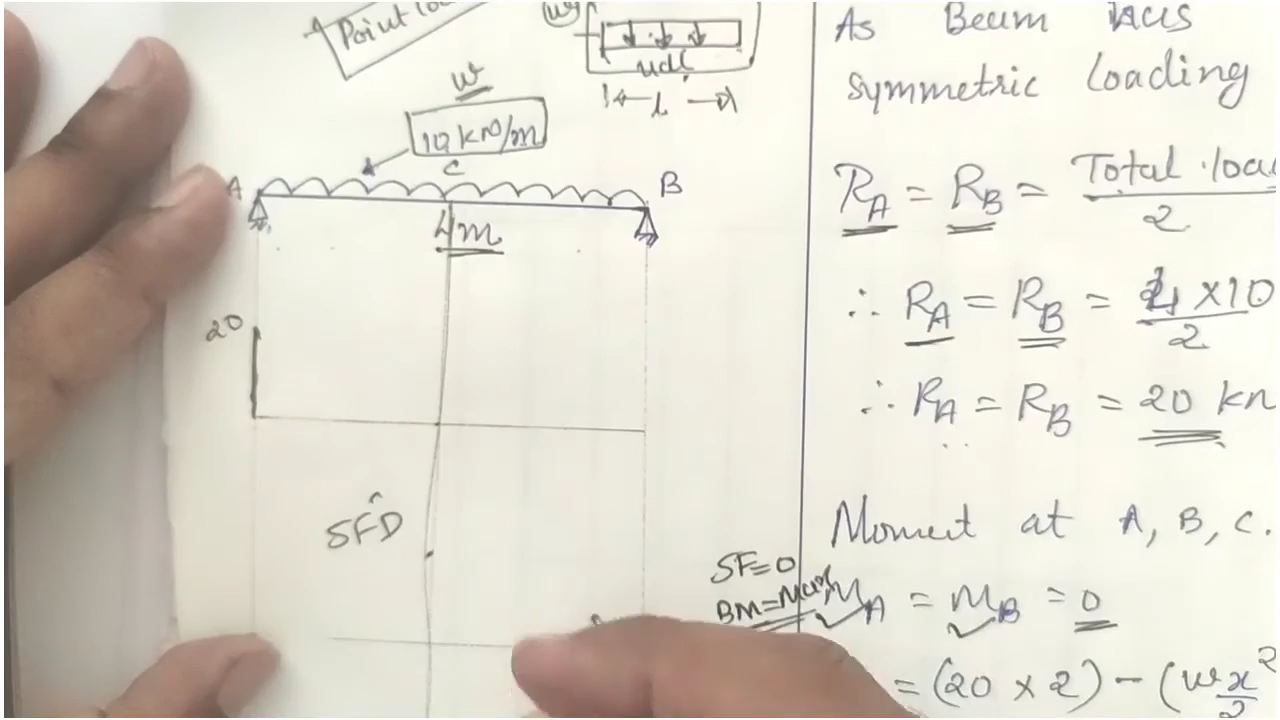 Point
w
udl
L
w
10 kN/m
A
C
B
4m
20
SFD
As Beam has
symmetric loading
RA = RB = Total
2
∴ RA = RB = 4 × 10
2
∴ RA = RB = 20 kn
Moment at A, B, C.
SF=0
BM=Max
MA = MB = 0
= (20 × 2) - (wx²
2